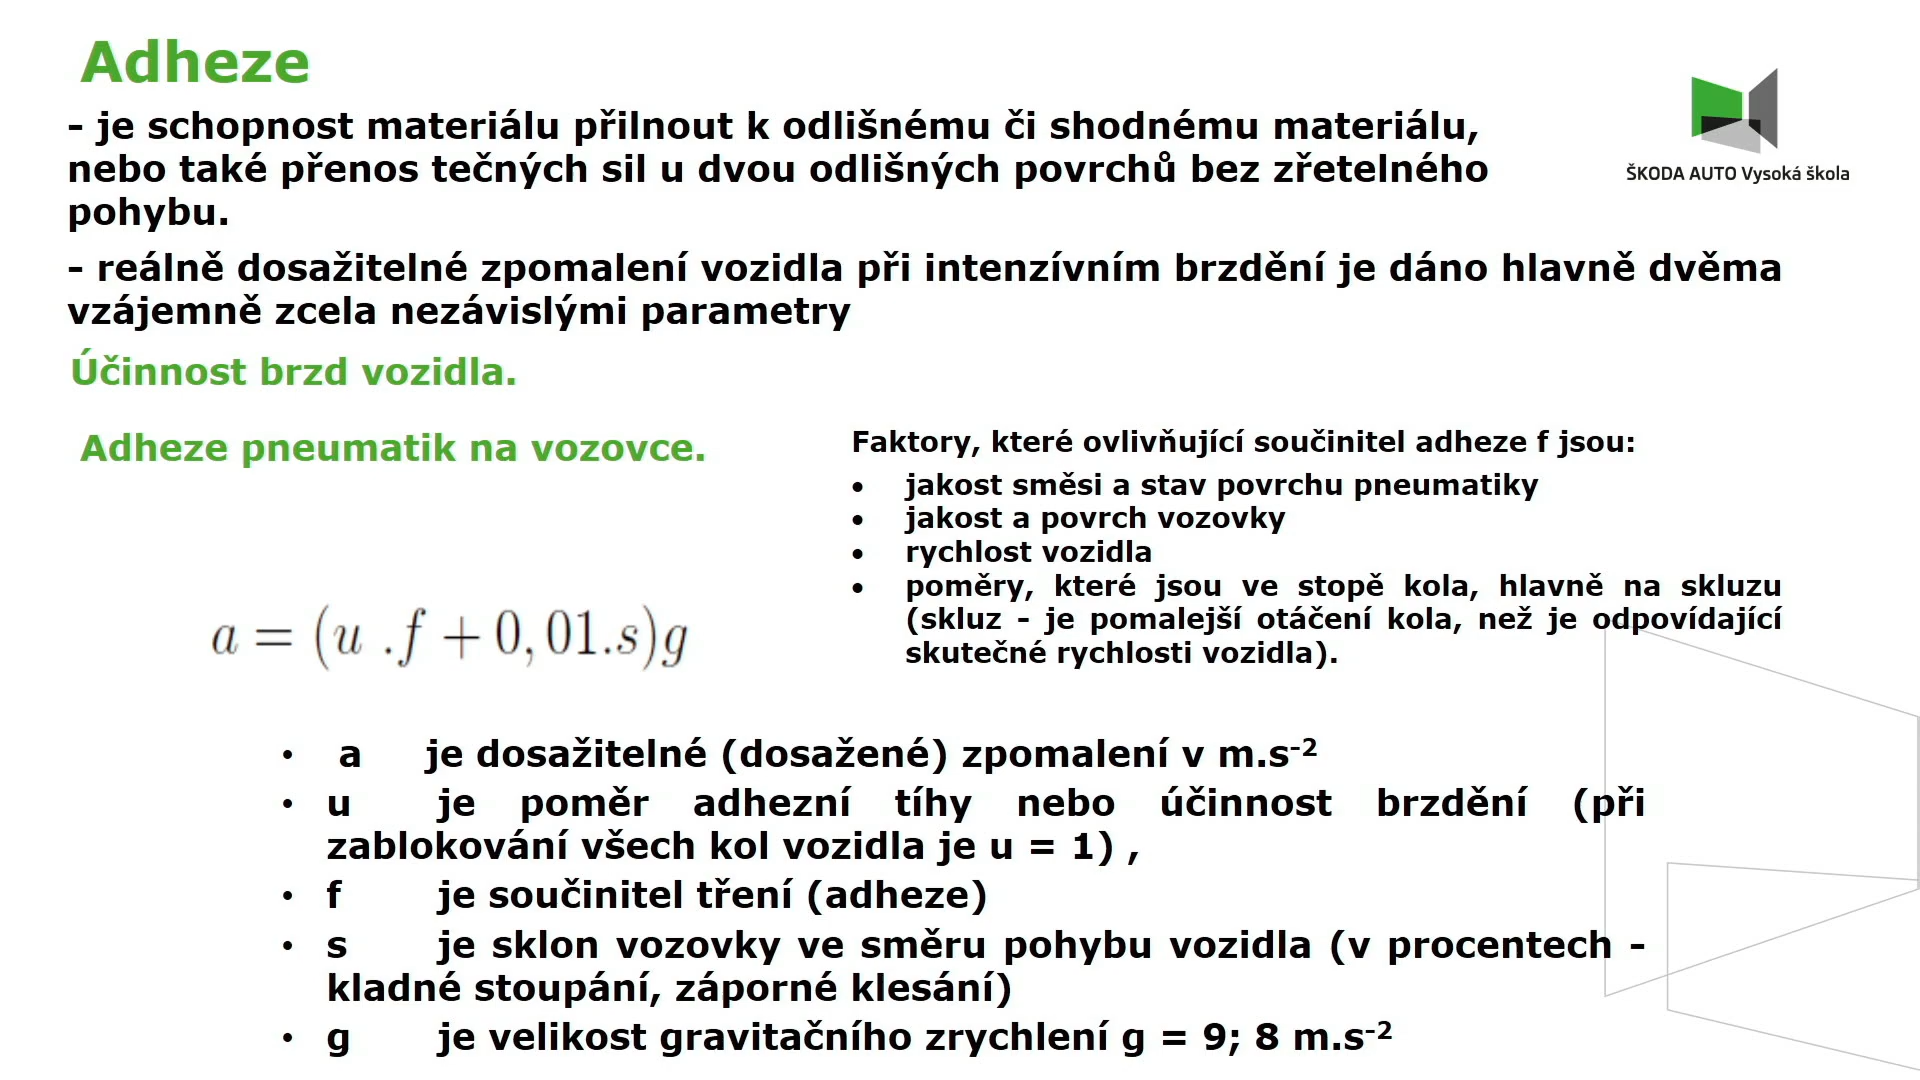 Adheze
– je schopnost materiálu přilnout k odlišnému či shodnému materiálu,
nebo také přenos tečných sil u dvou odlišných povrchů bez zřetelného
pohybu.
ŠKODA AUTO Vysoká škola
– reálně dosažitelné zpomalení vozidla při intenzívním brzdění je dáno hlavně dvěma
vzájemně zcela nezávislými parametry
Účinnost brzd vozidla.
Adheze pneumatik na vozovce.
a = (u .f + 0, 01.s)g
Faktory, které ovlivňující součinitel adheze f jsou:
• jakost směsi a stav povrchu pneumatiky
• jakost a povrch vozovky
• rychlost vozidla
• poměry, které jsou ve stopě kola, hlavně na skluzu
(skluz – je pomalejší otáčení kola, než je odpovídající
skutečné rychlosti vozidla).
• a je dosažitelné (dosažené) zpomalení v m.s⁻²
• u je poměr adhezní tíhy nebo účinnost brzdění (při
zablokování všech kol vozidla je u = 1) ,
• f je součinitel tření (adheze)
• s je sklon vozovky ve směru pohybu vozidla (v procentech –
kladné stoupání, záporné klesání)
• g je velikost gravitačního zrychlení g = 9; 8 m.s⁻²